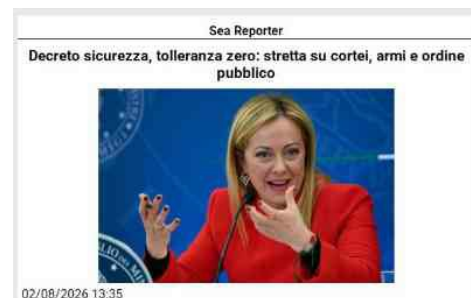 Sea Reporter
Decreto sicurezza, tolleranza zero: stretta su cortei, armi e ordine
pubblico
02/08/2026 13:35